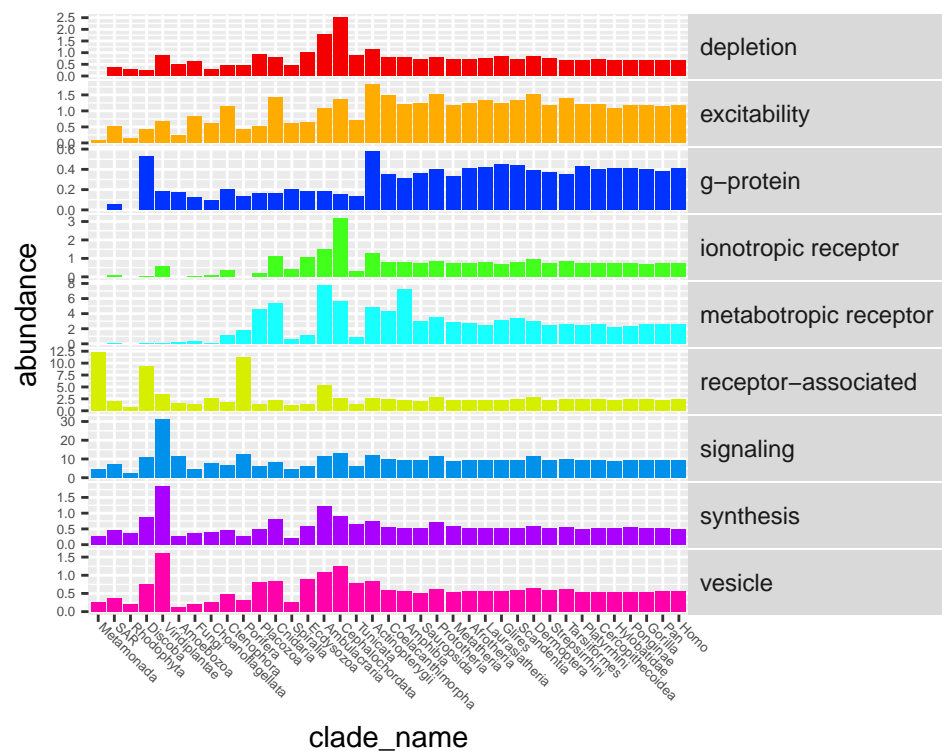 2.5
2.0
1.5
1.0
0.5
0.0
depletion
1.5
1.0
0.5
0.0
excitability
0.6
0.4
0.2
0.0
g−protein
3
2
1
0
ionotropic receptor
8
6
4
2
0
metabotropic receptor
12.5
10.0
7.5
5.0
2.5
0.0
receptor−associated
30
20
10
0
signaling
1.5
1.0
0.5
0.0
synthesis
1.5
1.0
0.5
0.0
vesicle
abundance
Metamonada
SAR
Rhodophyta
Discoba
Viridiplantae
Amoebozoa
Fungi
Choanoflagellata
Ctenophora
Porifera
Placozoa
Cnidaria
Spiralia
Ecdysozoa
Ambulacraria
Cephalochordata
Tunicata
Actinopterygii
Coelacanthimorpha
Amphibia
Sauropsida
Prototheria
Metatheria
Afrotheria
Laurasiatheria
Glires
Scandentia
Dermoptera
Strepsirrhini
Tarsiiformes
Platyrrhini
Cercopithecoidea
Hylobatidae
Ponginae
Gorilla
Pan
Homo
clade_name